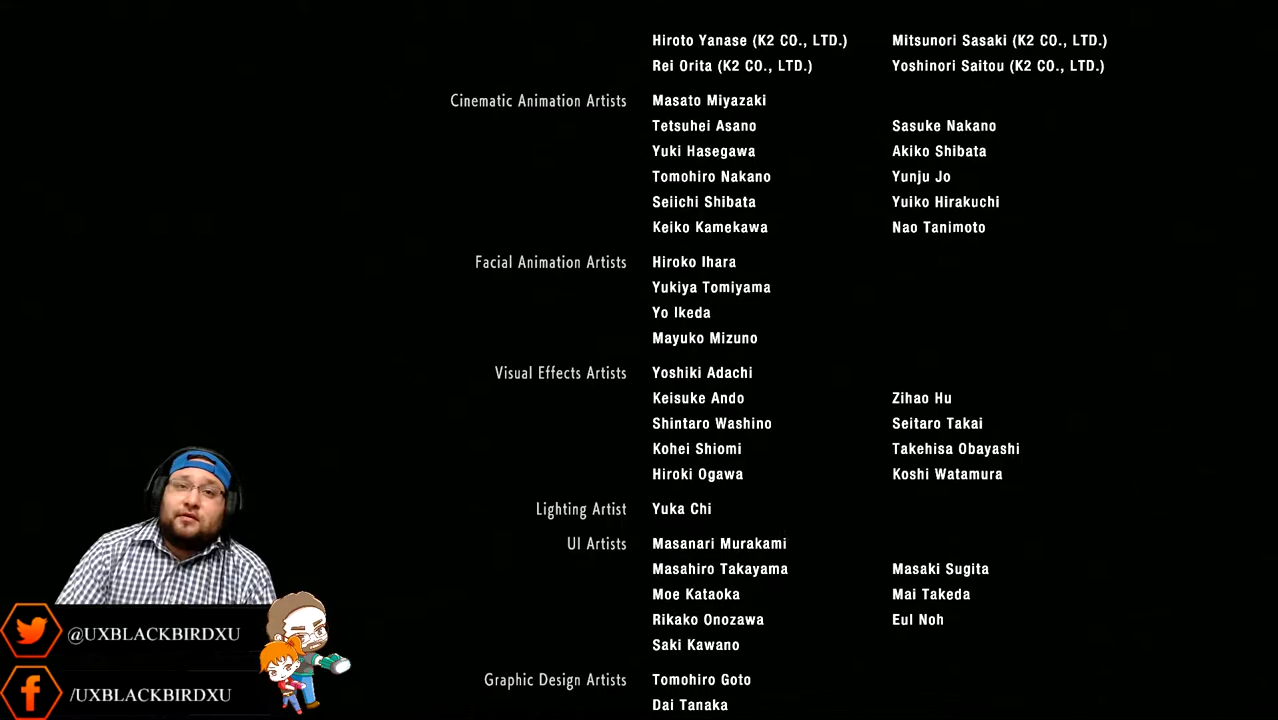 Hiroto Yanase (K2 CO., LTD.) Mitsunori Sasaki (K2 CO., LTD.)
Rei Orita (K2 CO., LTD.) Yoshinori Saitou (K2 CO., LTD.)
Cinematic Animation Artists Masato Miyazaki
Tetsuhei Asano Sasuke Nakano
Yuki Hasegawa Akiko Shibata
Tomohiro Nakano Yunju Jo
Seiichi Shibata Yuiko Hirakuchi
Keiko Kamekawa Nao Tanimoto
Facial Animation Artists Hiroko Ihara
Yukiya Tomiyama
Yo Ikeda
Mayuko Mizuno
Visual Effects Artists Yoshiki Adachi
Keisuke Ando Zihao Hu
Shintaro Washino Seitaro Takai
Kohei Shiomi Takehisa Obayashi
Hiroki Ogawa Koshi Watamura
Lighting Artist Yuka Chi
UI Artists Masanari Murakami
Masahiro Takayama Masaki Sugita
Moe Kataoka Mai Takeda
Rikako Onozawa Eul Noh
Saki Kawano
Graphic Design Artists Tomohiro Goto
Dai Tanaka
@UXBLACKBIRDXU
/UXBLACKBIRDXU